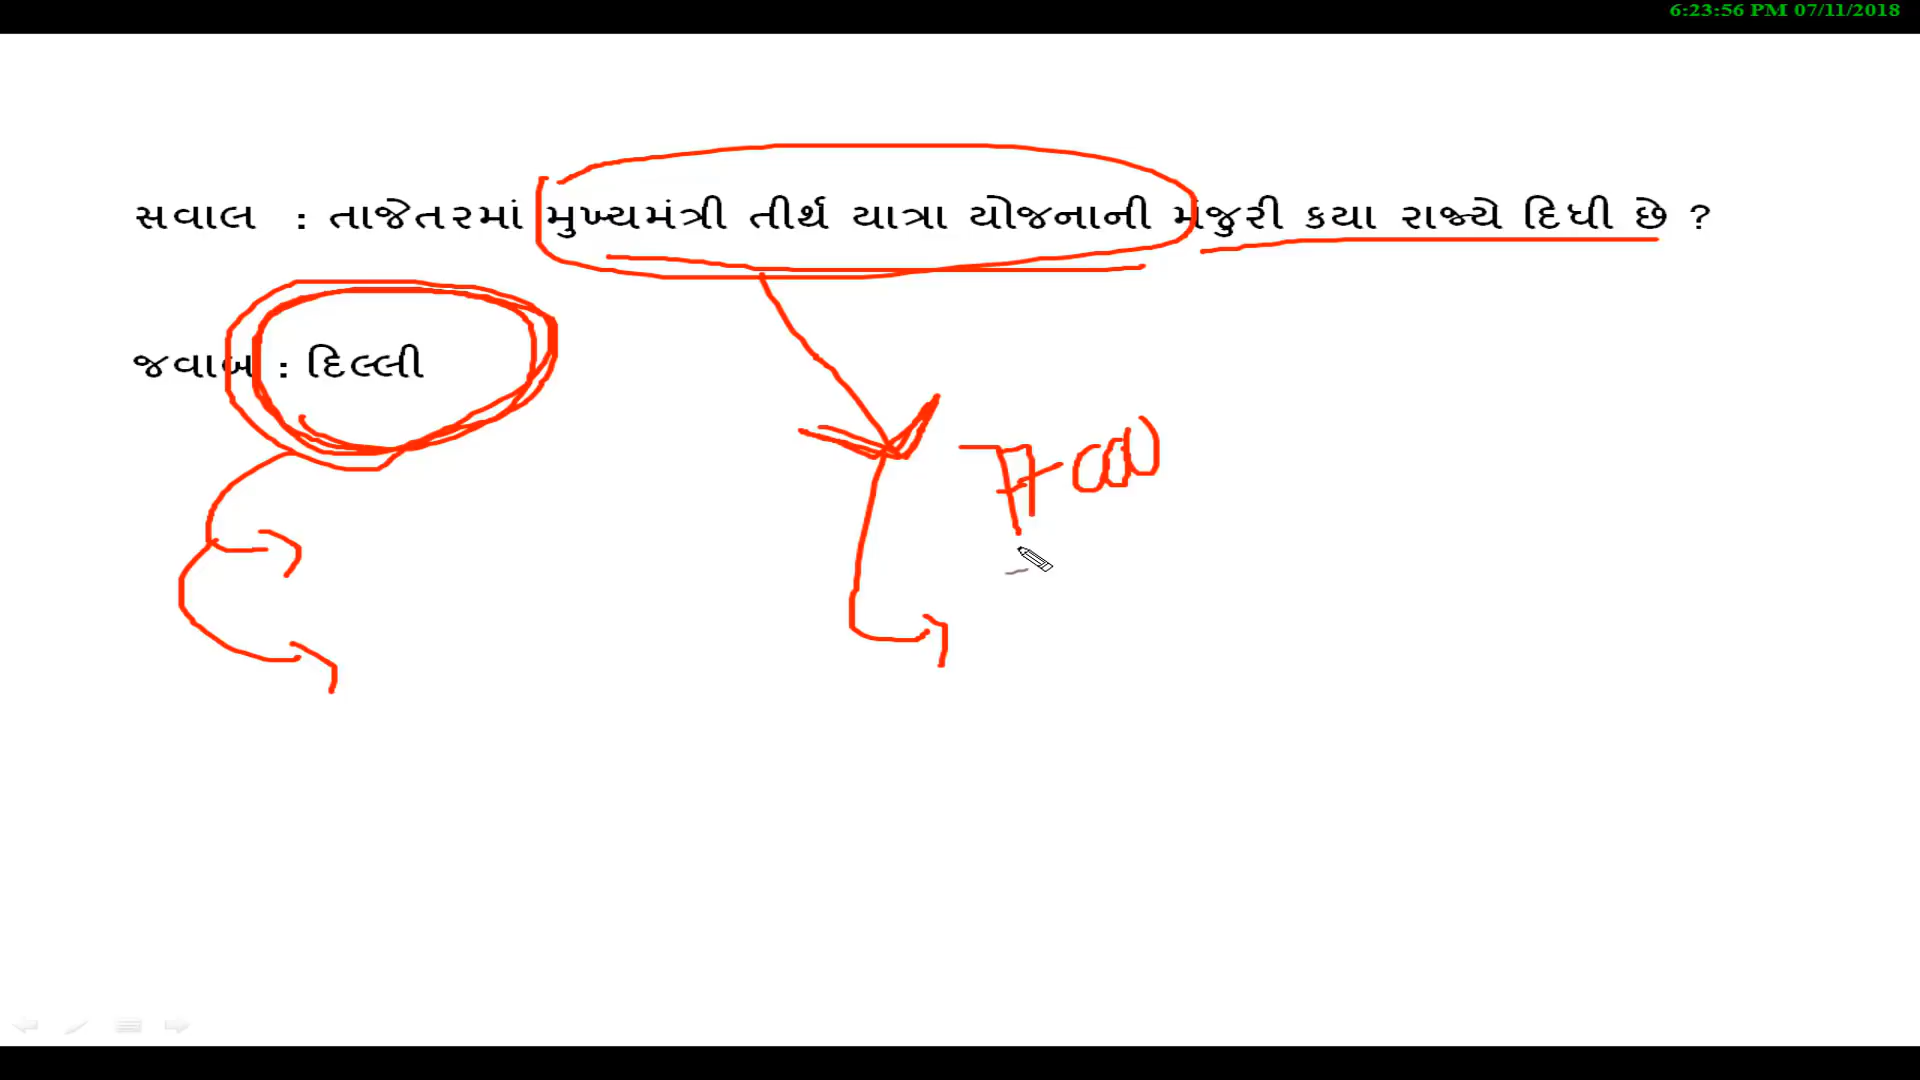 6:23:56 PM 07/11/2018
સવાલ : તાજેતરમાં મુખ્યમંત્રી તીર્થ યાત્રા યોજનાની મંજુરી કયા રાજ્યે દિધી છે ?
જવાબ : દિલ્લી